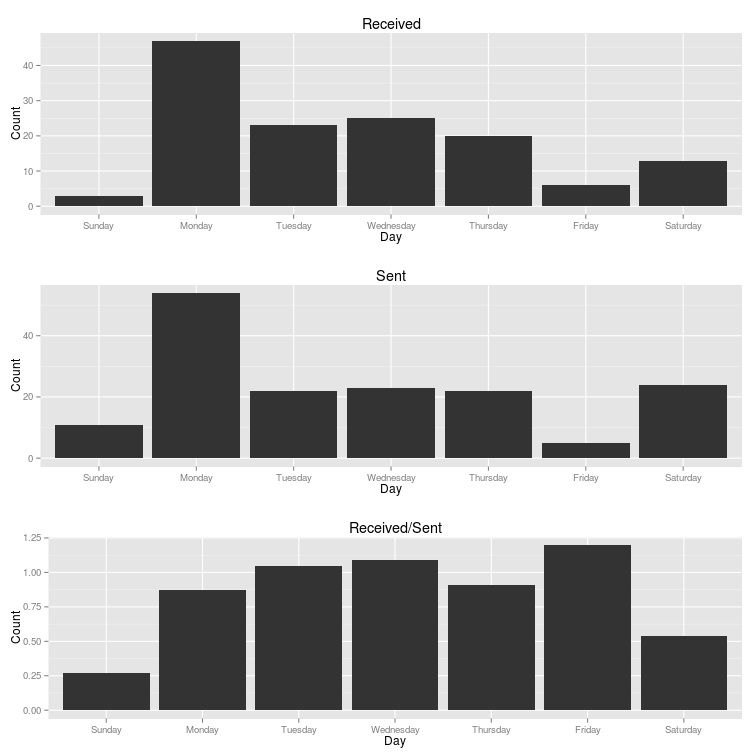 Received
Count
40
30
20
10
0
Sunday Monday Tuesday Wednesday Thursday Friday Saturday
Day
Sent
Count
40
20
0
Sunday Monday Tuesday Wednesday Thursday Friday Saturday
Day
Received/Sent
Count
1.25
1.00
0.75
0.50
0.25
0.00
Sunday Monday Tuesday Wednesday Thursday Friday Saturday
Day